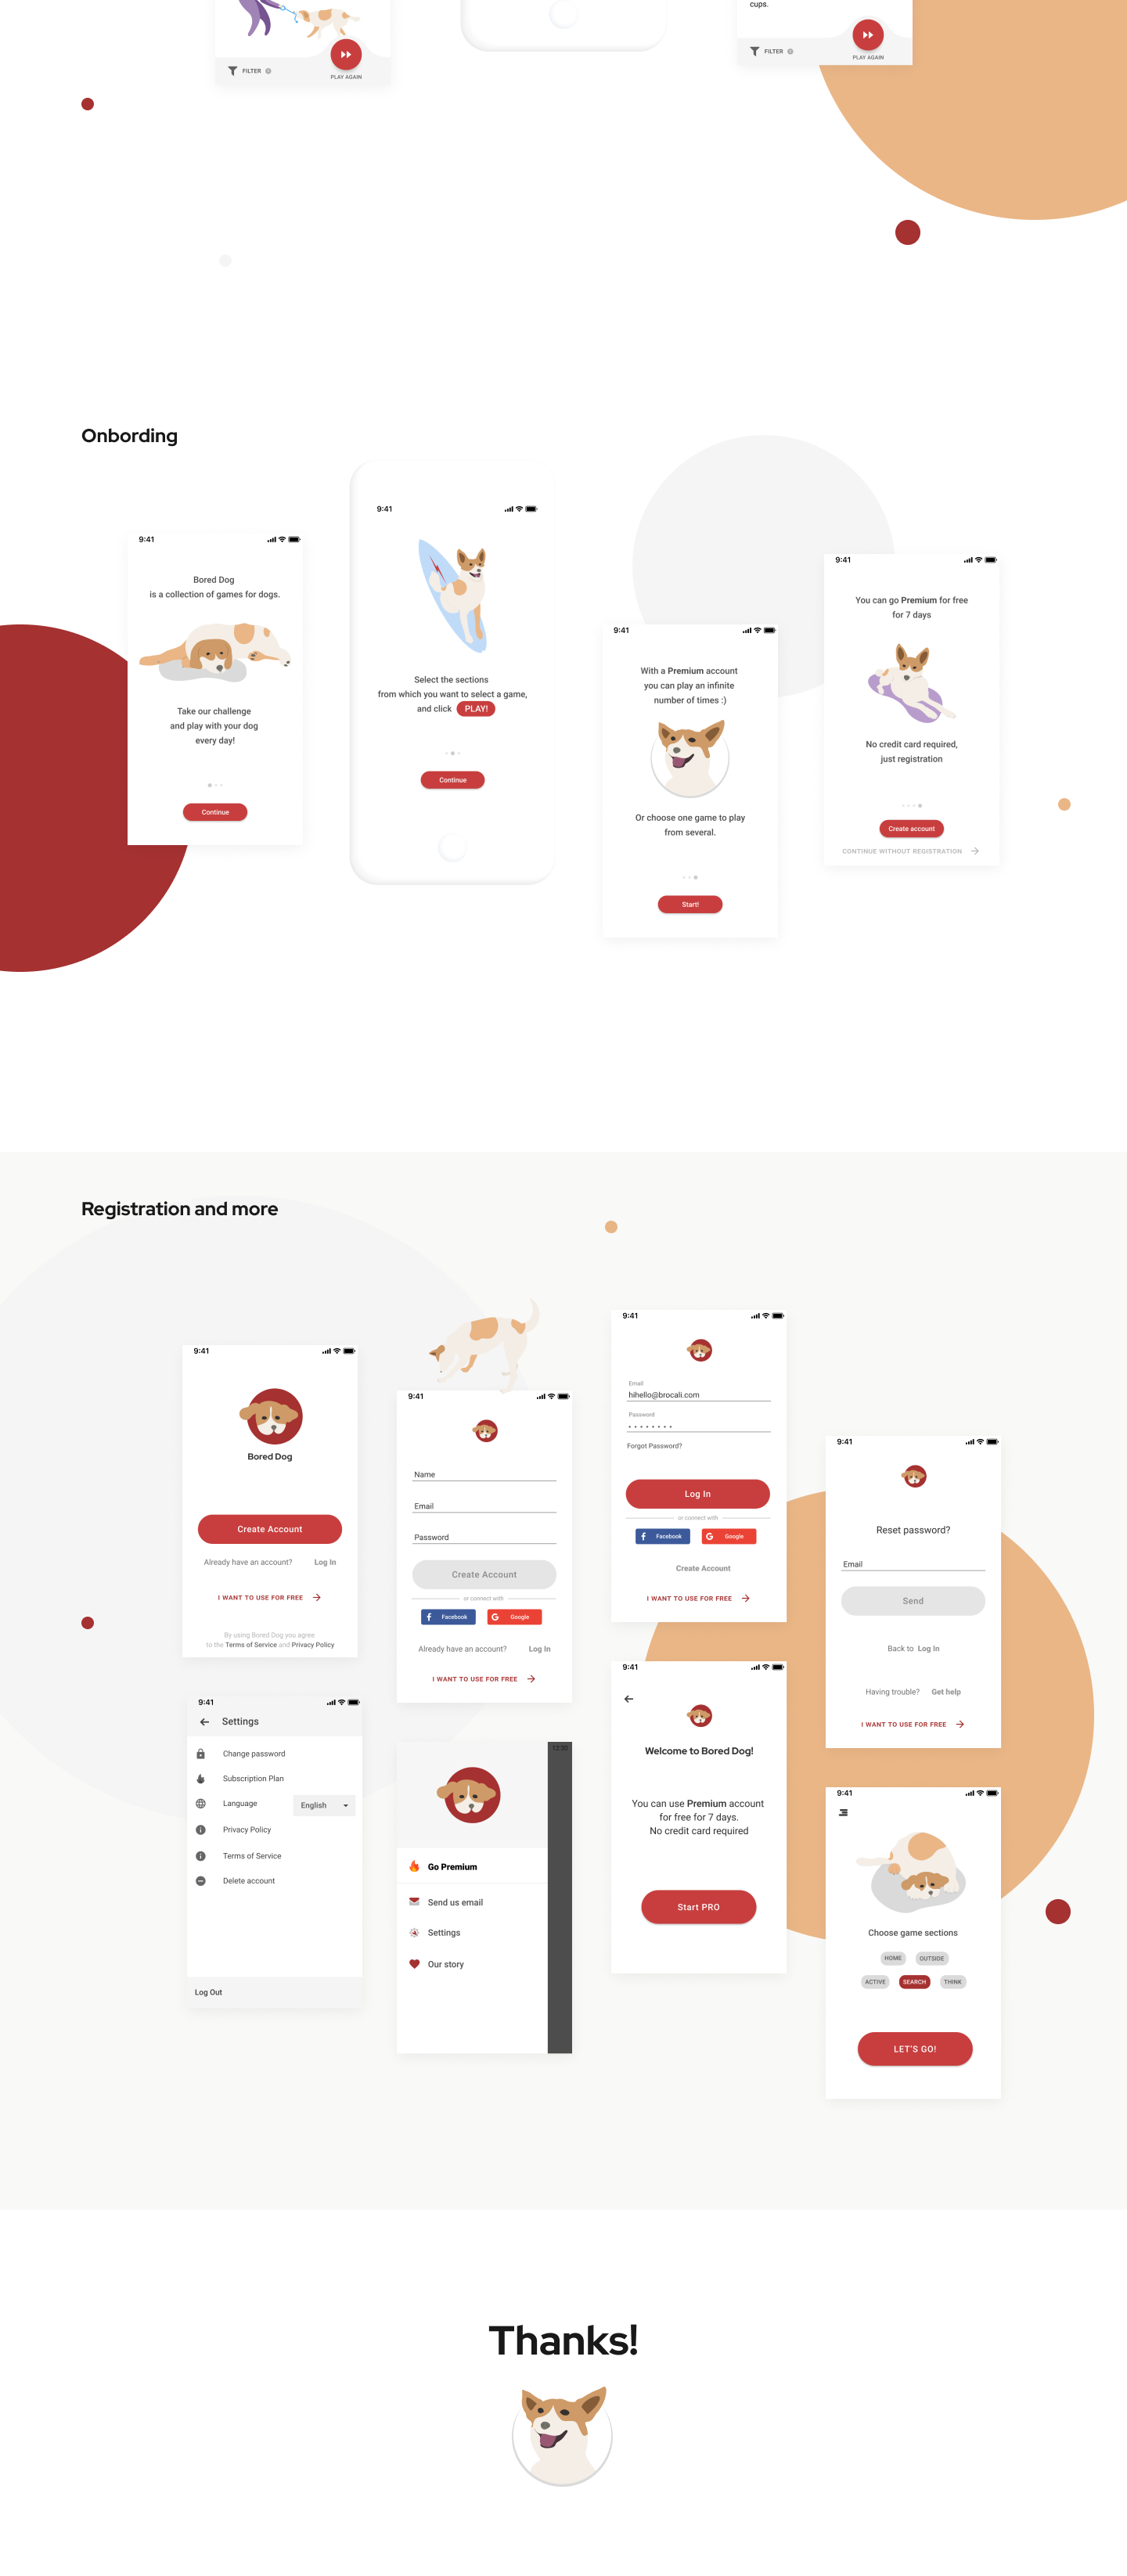 FILTER
PLAY AGAIN
cups.
FILTER
PLAY AGAIN
Onbording
9:41
Bored Dog
is a collection of games for dogs.
Take our challenge
and play with your dog
every day!
Continue
9:41
Select the sections
from which you want to select a game,
and click PLAY!
Continue
9:41
With a Premium account
you can play an infinite
number of times :)
Or choose one game to play
from several.
Start!
9:41
You can go Premium for free
for 7 days
No credit card required,
just registration
Create account
CONTINUE WITHOUT REGISTRATION
Registration and more
9:41
Bored Dog
Create Account
Already have an account? Log In
I WANT TO USE FOR FREE
By using Bored Dog you agree
to the Terms of Service and Privacy Policy
9:41
Name
Email
Password
Create Account
or connect with
Facebook
Google
Already have an account? Log In
I WANT TO USE FOR FREE
9:41
Email
hihello@brocali.com
Password
Forgot Password?
Log In
or connect with
Facebook
Google
Create Account
I WANT TO USE FOR FREE
9:41
Reset password?
Email
Send
Back to Log In
Having trouble? Get help
I WANT TO USE FOR FREE
9:41
Settings
Change password
Subscription Plan
Language
English
Privacy Policy
Terms of Service
Delete account
Log Out
12:30
Go Premium
Send us email
Settings
Our story
9:41
Welcome to Bored Dog!
You can use Premium account
for free for 7 days.
No credit card required
Start PRO
9:41
Choose game sections
HOME
OUTSIDE
ACTIVE
SEARCH
THINK
LET'S GO!
Thanks!